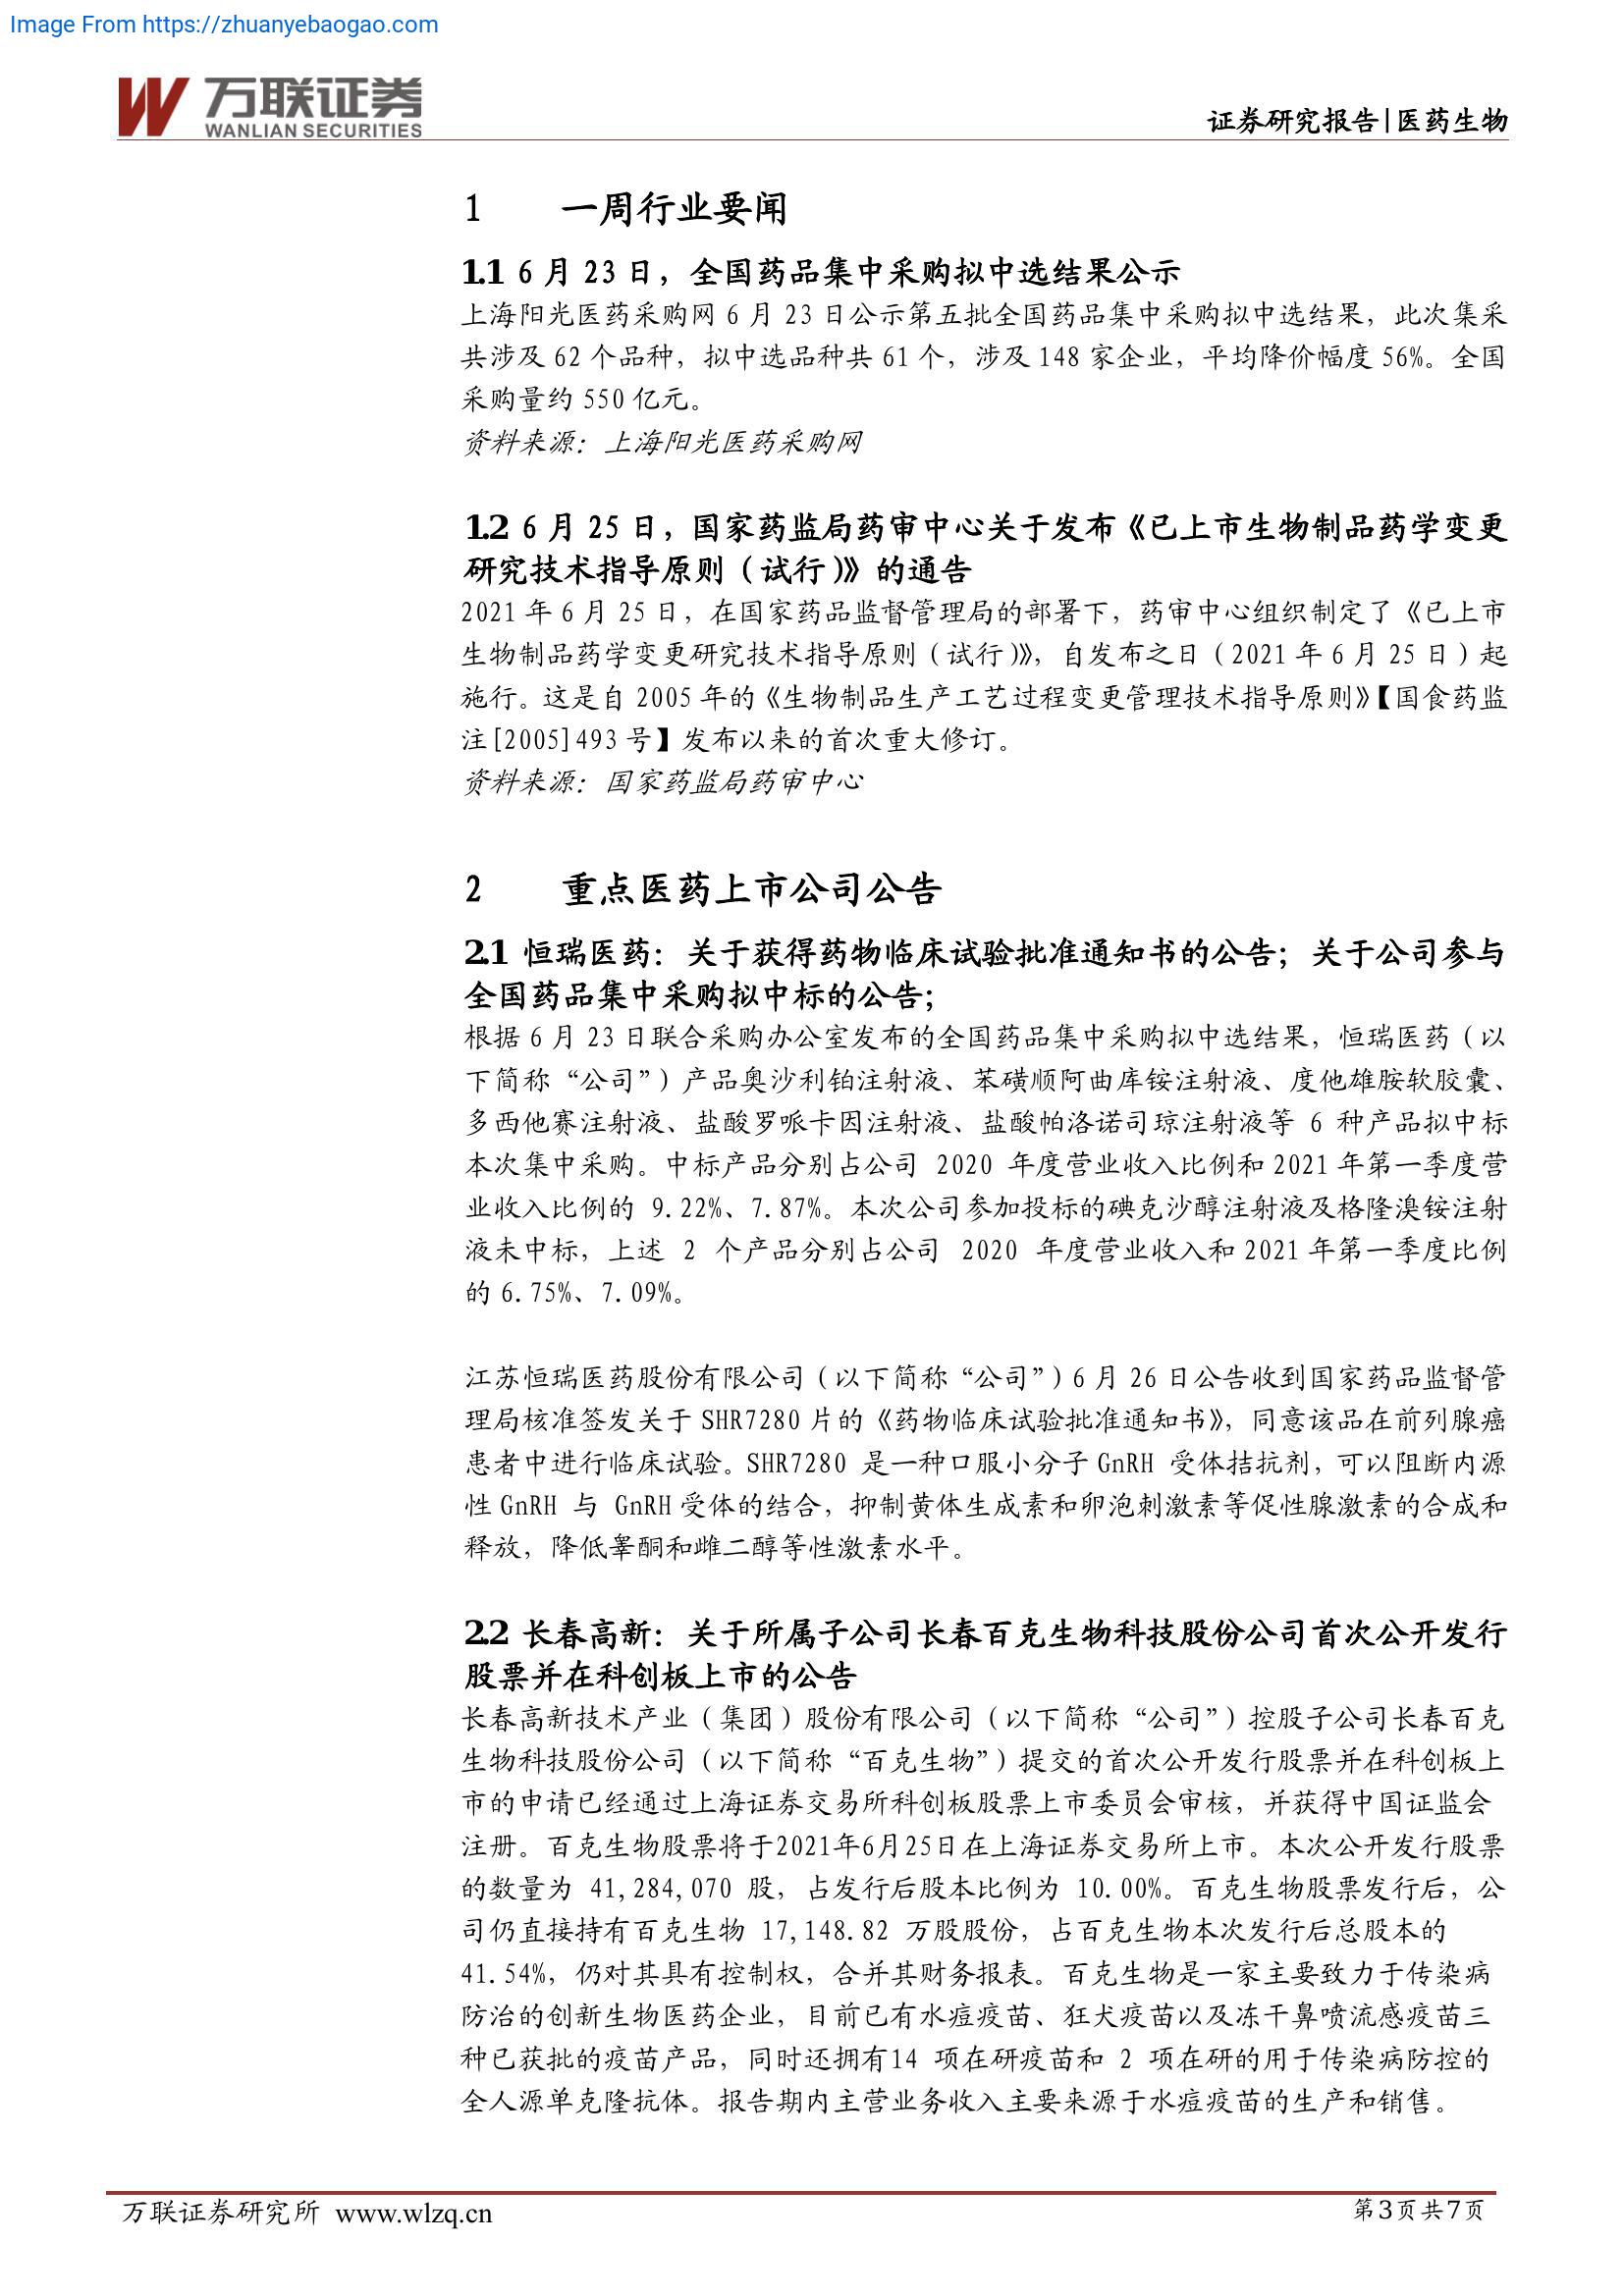 Image From https://zhuanyebaogao.com
万联证券
WANLIAN SECURITIES
证券研究报告|医药生物
1 一周行业要闻
1.1 6 月 23 日，全国药品集中采购拟中选结果公示
上海阳光医药采购网 6 月 23 日公示第五批全国药品集中采购拟中选结果，此次集采
共涉及 62 个品种，拟中选品种共 61 个，涉及 148 家企业，平均降价幅度 56%。全国
采购量约 550 亿元。
资料来源：上海阳光医药采购网
1.2 6 月 25 日，国家药监局药审中心关于发布《已上市生物制品药学变更
研究技术指导原则（试行）》的通告
2021 年 6 月 25 日，在国家药品监督管理局的部署下，药审中心组织制定了《已上市
生物制品药学变更研究技术指导原则（试行）》，自发布之日（2021 年 6 月 25 日）起
施行。这是自 2005 年的《生物制品生产工艺过程变更管理技术指导原则》【国食药监
注[2005]493 号】发布以来的首次重大修订。
资料来源：国家药监局药审中心
2 重点医药上市公司公告
2.1 恒瑞医药：关于获得药物临床试验批准通知书的公告；关于公司参与
全国药品集中采购拟中标的公告；
根据 6 月 23 日联合采购办公室发布的全国药品集中采购拟中选结果，恒瑞医药（以
下简称“公司”）产品奥沙利铂注射液、苯磺顺阿曲库铵注射液、度他雄胺软胶囊、
多西他赛注射液、盐酸罗哌卡因注射液、盐酸帕洛诺司琼注射液等 6 种产品拟中标
本次集中采购。中标产品分别占公司 2020 年度营业收入比例和 2021 年第一季度营
业收入比例的 9.22%、7.87%。本次公司参加投标的碘克沙醇注射液及格隆溴铵注射
液未中标，上述 2 个产品分别占公司 2020 年度营业收入和 2021 年第一季度比例
的 6.75%、7.09%。
江苏恒瑞医药股份有限公司（以下简称“公司”）6 月 26 日公告收到国家药品监督管
理局核准签发关于 SHR7280 片的《药物临床试验批准通知书》，同意该品在前列腺癌
患者中进行临床试验。SHR7280 是一种口服小分子 GnRH 受体拮抗剂，可以阻断内源
性 GnRH 与 GnRH 受体的结合，抑制黄体生成素和卵泡刺激素等促性腺激素的合成和
释放，降低睾酮和雌二醇等性激素水平。
2.2 长春高新：关于所属子公司长春百克生物科技股份公司首次公开发行
股票并在科创板上市的公告
长春高新技术产业（集团）股份有限公司（以下简称“公司”）控股子公司长春百克
生物科技股份公司（以下简称“百克生物”）提交的首次公开发行股票并在科创板上
市的申请已经通过上海证券交易所科创板股票上市委员会审核，并获得中国证监会
注册。百克生物股票将于2021年6月25日在上海证券交易所上市。本次公开发行股票
的数量为 41,284,070 股，占发行后股本比例为 10.00%。百克生物股票发行后，公
司仍直接持有百克生物 17,148.82 万股股份，占百克生物本次发行后总股本的
41.54%，仍对其具有控制权，合并其财务报表。百克生物是一家主要致力于传染病
防治的创新生物医药企业，目前已有水痘疫苗、狂犬疫苗以及冻干鼻喷流感疫苗三
种已获批的疫苗产品，同时还拥有14 项在研疫苗和 2 项在研的用于传染病防控的
全人源单克隆抗体。报告期内主营业务收入主要来源于水痘疫苗的生产和销售。
万联证券研究所 www.wlzq.cn
第3页共7页